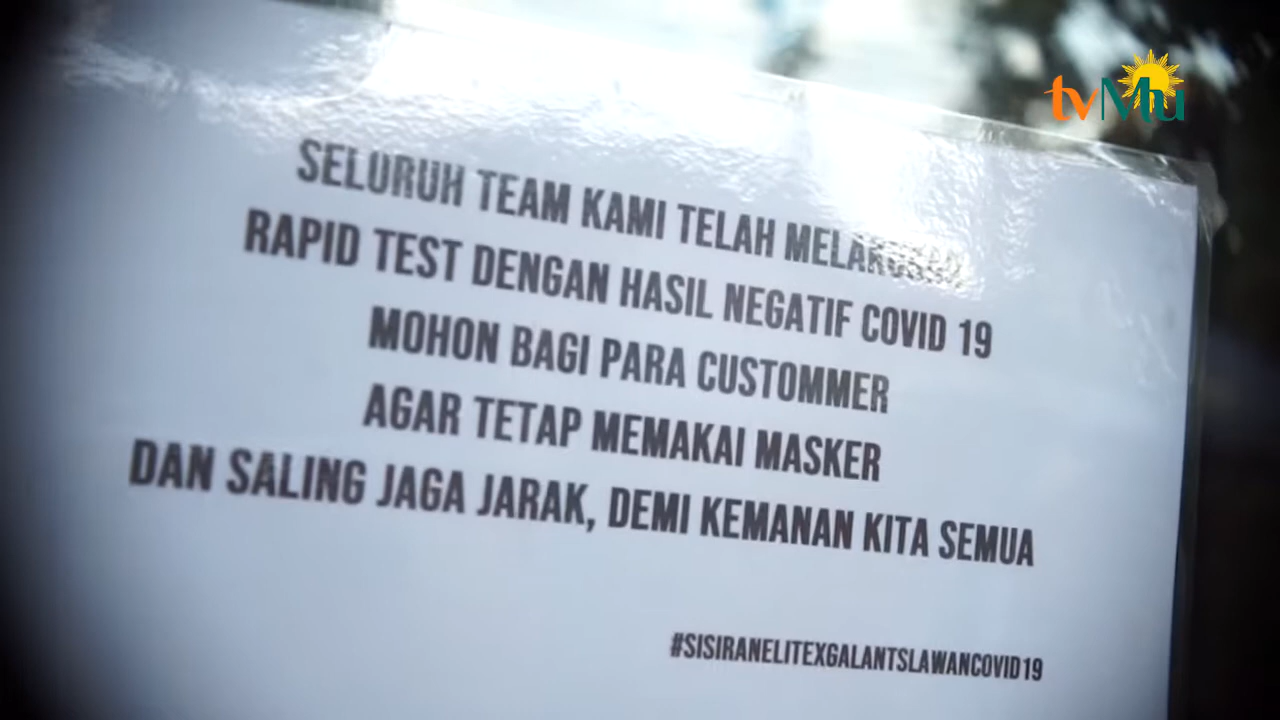 tvMu
SELURUH TEAM KAMI TELAH MELAKUKAN
RAPID TEST DENGAN HASIL NEGATIF COVID 19
MOHON BAGI PARA CUSTOMMER
AGAR TETAP MEMAKAI MASKER
DAN SALING JAGA JARAK, DEMI KEMANAN KITA SEMUA
#SISIRANELITEXGALANTSLAWANCOVID19